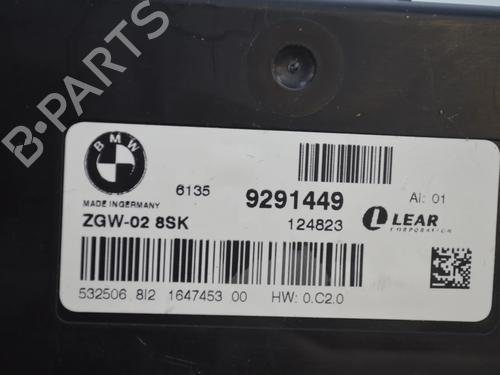 BMW
6135
9291449
AI: 01
MADE IN GERMANY
ZGW-02 8SK
124823
LEAR
CORPORATION
532506 8I2 1647453 00 HW: 0.C2.0
B-PARTS